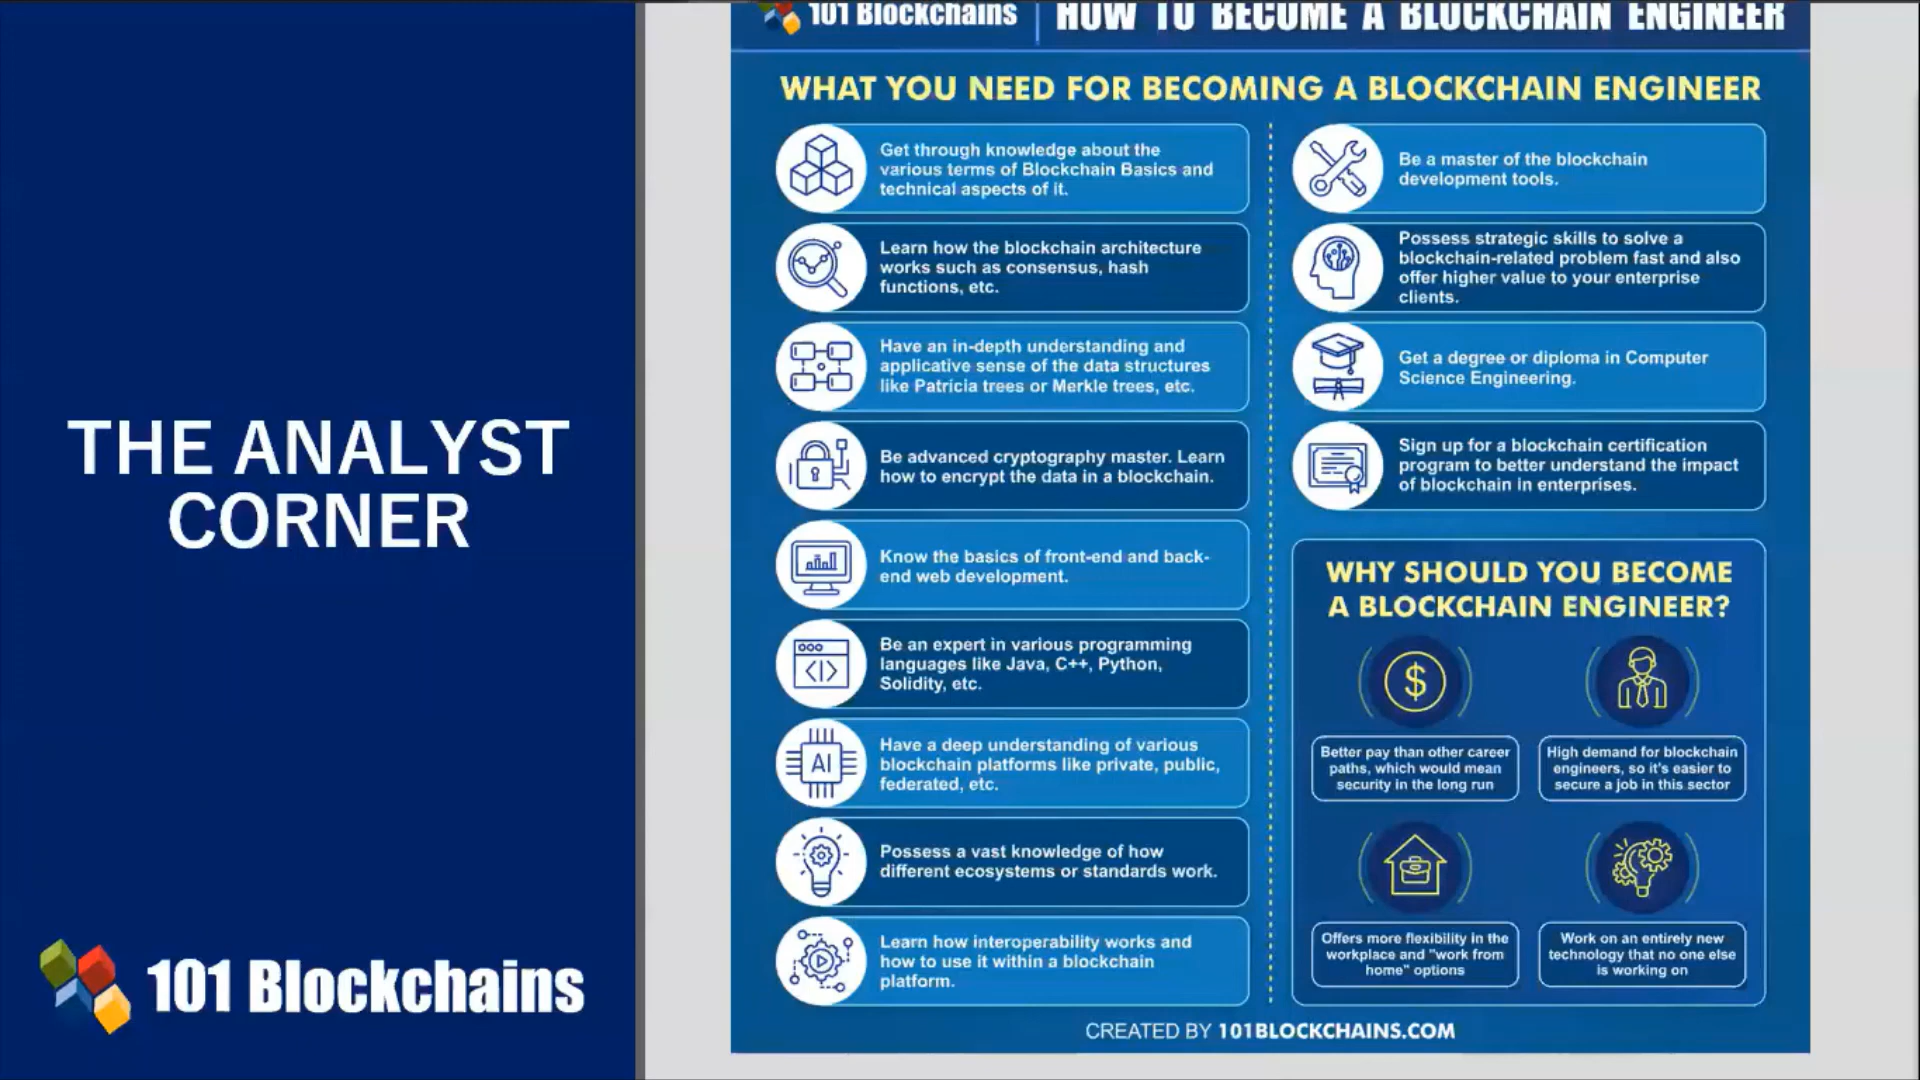 THE ANALYST
CORNER
101 Blockchains
101 Blockchains
HOW TO BECOME A BLOCKCHAIN ENGINEER
WHAT YOU NEED FOR BECOMING A BLOCKCHAIN ENGINEER
Get through knowledge about the
various terms of Blockchain Basics and
technical aspects of it.
Learn how the blockchain architecture
works such as consensus, hash
functions, etc.
Have an in-depth understanding and
applicative sense of the data structures
like Patricia trees or Merkle trees, etc.
Be advanced cryptography master. Learn
how to encrypt the data in a blockchain.
Know the basics of front-end and back-
end web development.
Be an expert in various programming
languages like Java, C++, Python,
Solidity, etc.
AI
Have a deep understanding of various
blockchain platforms like private, public,
federated, etc.
Possess a vast knowledge of how
different ecosystems or standards work.
Learn how interoperability works and
how to use it within a blockchain
platform.
Be a master of the blockchain
development tools.
Possess strategic skills to solve a
blockchain-related problem fast and also
offer higher value to your enterprise
clients.
Get a degree or diploma in Computer
Science Engineering.
Sign up for a blockchain certification
program to better understand the impact
of blockchain in enterprises.
WHY SHOULD YOU BECOME
A BLOCKCHAIN ENGINEER?
$
Better pay than other career
paths, which would mean
security in the long run
High demand for blockchain
engineers, so it's easier to
secure a job in this sector
Offers more flexibility in the
workplace and "work from
home" options
Work on an entirely new
technology that no one else
is working on
CREATED BY 101BLOCKCHAINS.COM